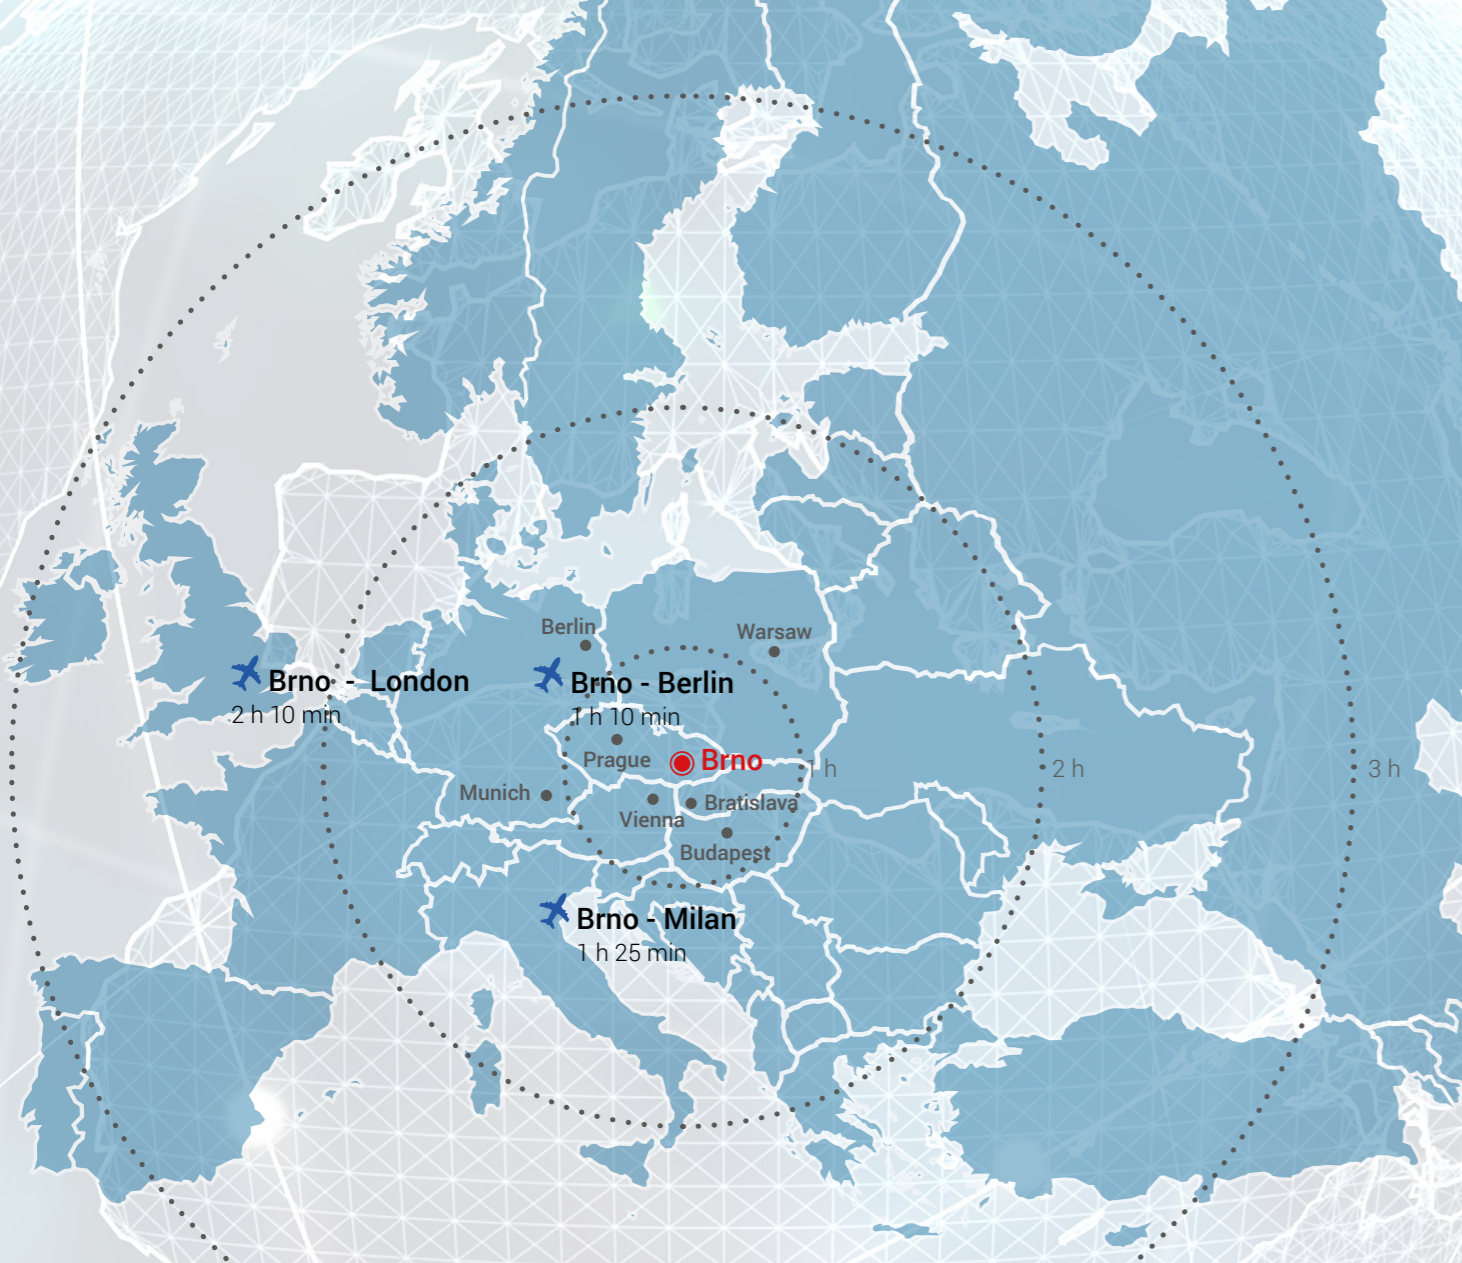 Berlin
Warsaw
Brno - London
2 h 10 min
Brno - Berlin
1 h 10 min
Prague
Brno
1 h
2 h
3 h
Munich
Vienna
Bratislava
Budapest
Brno - Milan
1 h 25 min